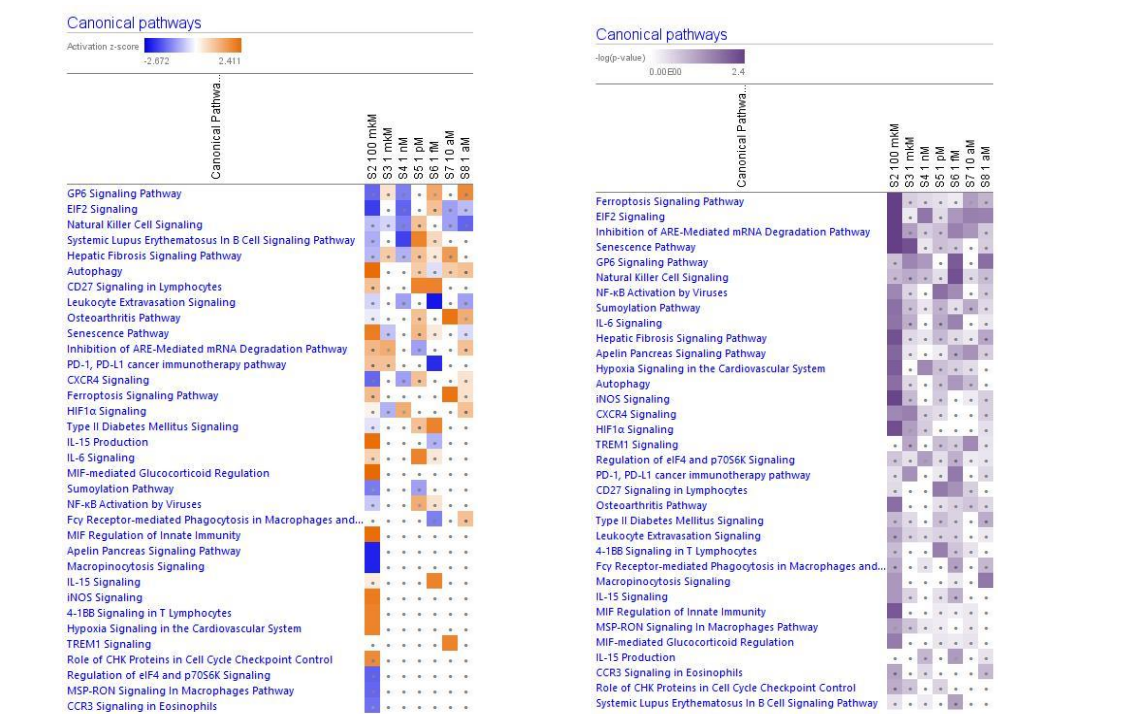 Canonical pathways
Activation z-score
-2.672
2.411
Canonical Pathwa...
S2 100 mkM
S3 1 mkM
S4 1 nM
S5 1 pM
S6 1 fM
S7 10 aM
S8 1 aM
GP6 Signaling Pathway
EIF2 Signaling
Natural Killer Cell Signaling
Systemic Lupus Erythematosus In B Cell Signaling Pathway
Hepatic Fibrosis Signaling Pathway
Autophagy
CD27 Signaling in Lymphocytes
Leukocyte Extravasation Signaling
Osteoarthritis Pathway
Senescence Pathway
Inhibition of ARE-Mediated mRNA Degradation Pathway
PD-1, PD-L1 cancer immunotherapy pathway
CXCR4 Signaling
Ferroptosis Signaling Pathway
HIF1α Signaling
Type II Diabetes Mellitus Signaling
IL-15 Production
IL-6 Signaling
MIF-mediated Glucocorticoid Regulation
Sumoylation Pathway
NF-κB Activation by Viruses
Fcγ Receptor-mediated Phagocytosis in Macrophages and...
MIF Regulation of Innate Immunity
Apelin Pancreas Signaling Pathway
Macropinocytosis Signaling
IL-15 Signaling
iNOS Signaling
4-1BB Signaling in T Lymphocytes
Hypoxia Signaling in the Cardiovascular System
TREM1 Signaling
Role of CHK Proteins in Cell Cycle Checkpoint Control
Regulation of eIF4 and p70S6K Signaling
MSP-RON Signaling In Macrophages Pathway
CCR3 Signaling in Eosinophils
Canonical pathways
-log(p-value)
0.00E00
2.4
Canonical Pathwa...
S2 100 mkM
S3 1 mkM
S4 1 nM
S5 1 pM
S6 1 fM
S7 10 aM
S8 1 aM
Ferroptosis Signaling Pathway
EIF2 Signaling
Inhibition of ARE-Mediated mRNA Degradation Pathway
Senescence Pathway
GP6 Signaling Pathway
Natural Killer Cell Signaling
NF-κB Activation by Viruses
Sumoylation Pathway
IL-6 Signaling
Hepatic Fibrosis Signaling Pathway
Apelin Pancreas Signaling Pathway
Hypoxia Signaling in the Cardiovascular System
Autophagy
iNOS Signaling
CXCR4 Signaling
HIF1α Signaling
TREM1 Signaling
Regulation of eIF4 and p70S6K Signaling
PD-1, PD-L1 cancer immunotherapy pathway
CD27 Signaling in Lymphocytes
Osteoarthritis Pathway
Type II Diabetes Mellitus Signaling
Leukocyte Extravasation Signaling
4-1BB Signaling in T Lymphocytes
Fcγ Receptor-mediated Phagocytosis in Macrophages and...
Macropinocytosis Signaling
IL-15 Signaling
MIF Regulation of Innate Immunity
MSP-RON Signaling In Macrophages Pathway
MIF-mediated Glucocorticoid Regulation
IL-15 Production
CCR3 Signaling in Eosinophils
Role of CHK Proteins in Cell Cycle Checkpoint Control
Systemic Lupus Erythematosus In B Cell Signaling Pathway